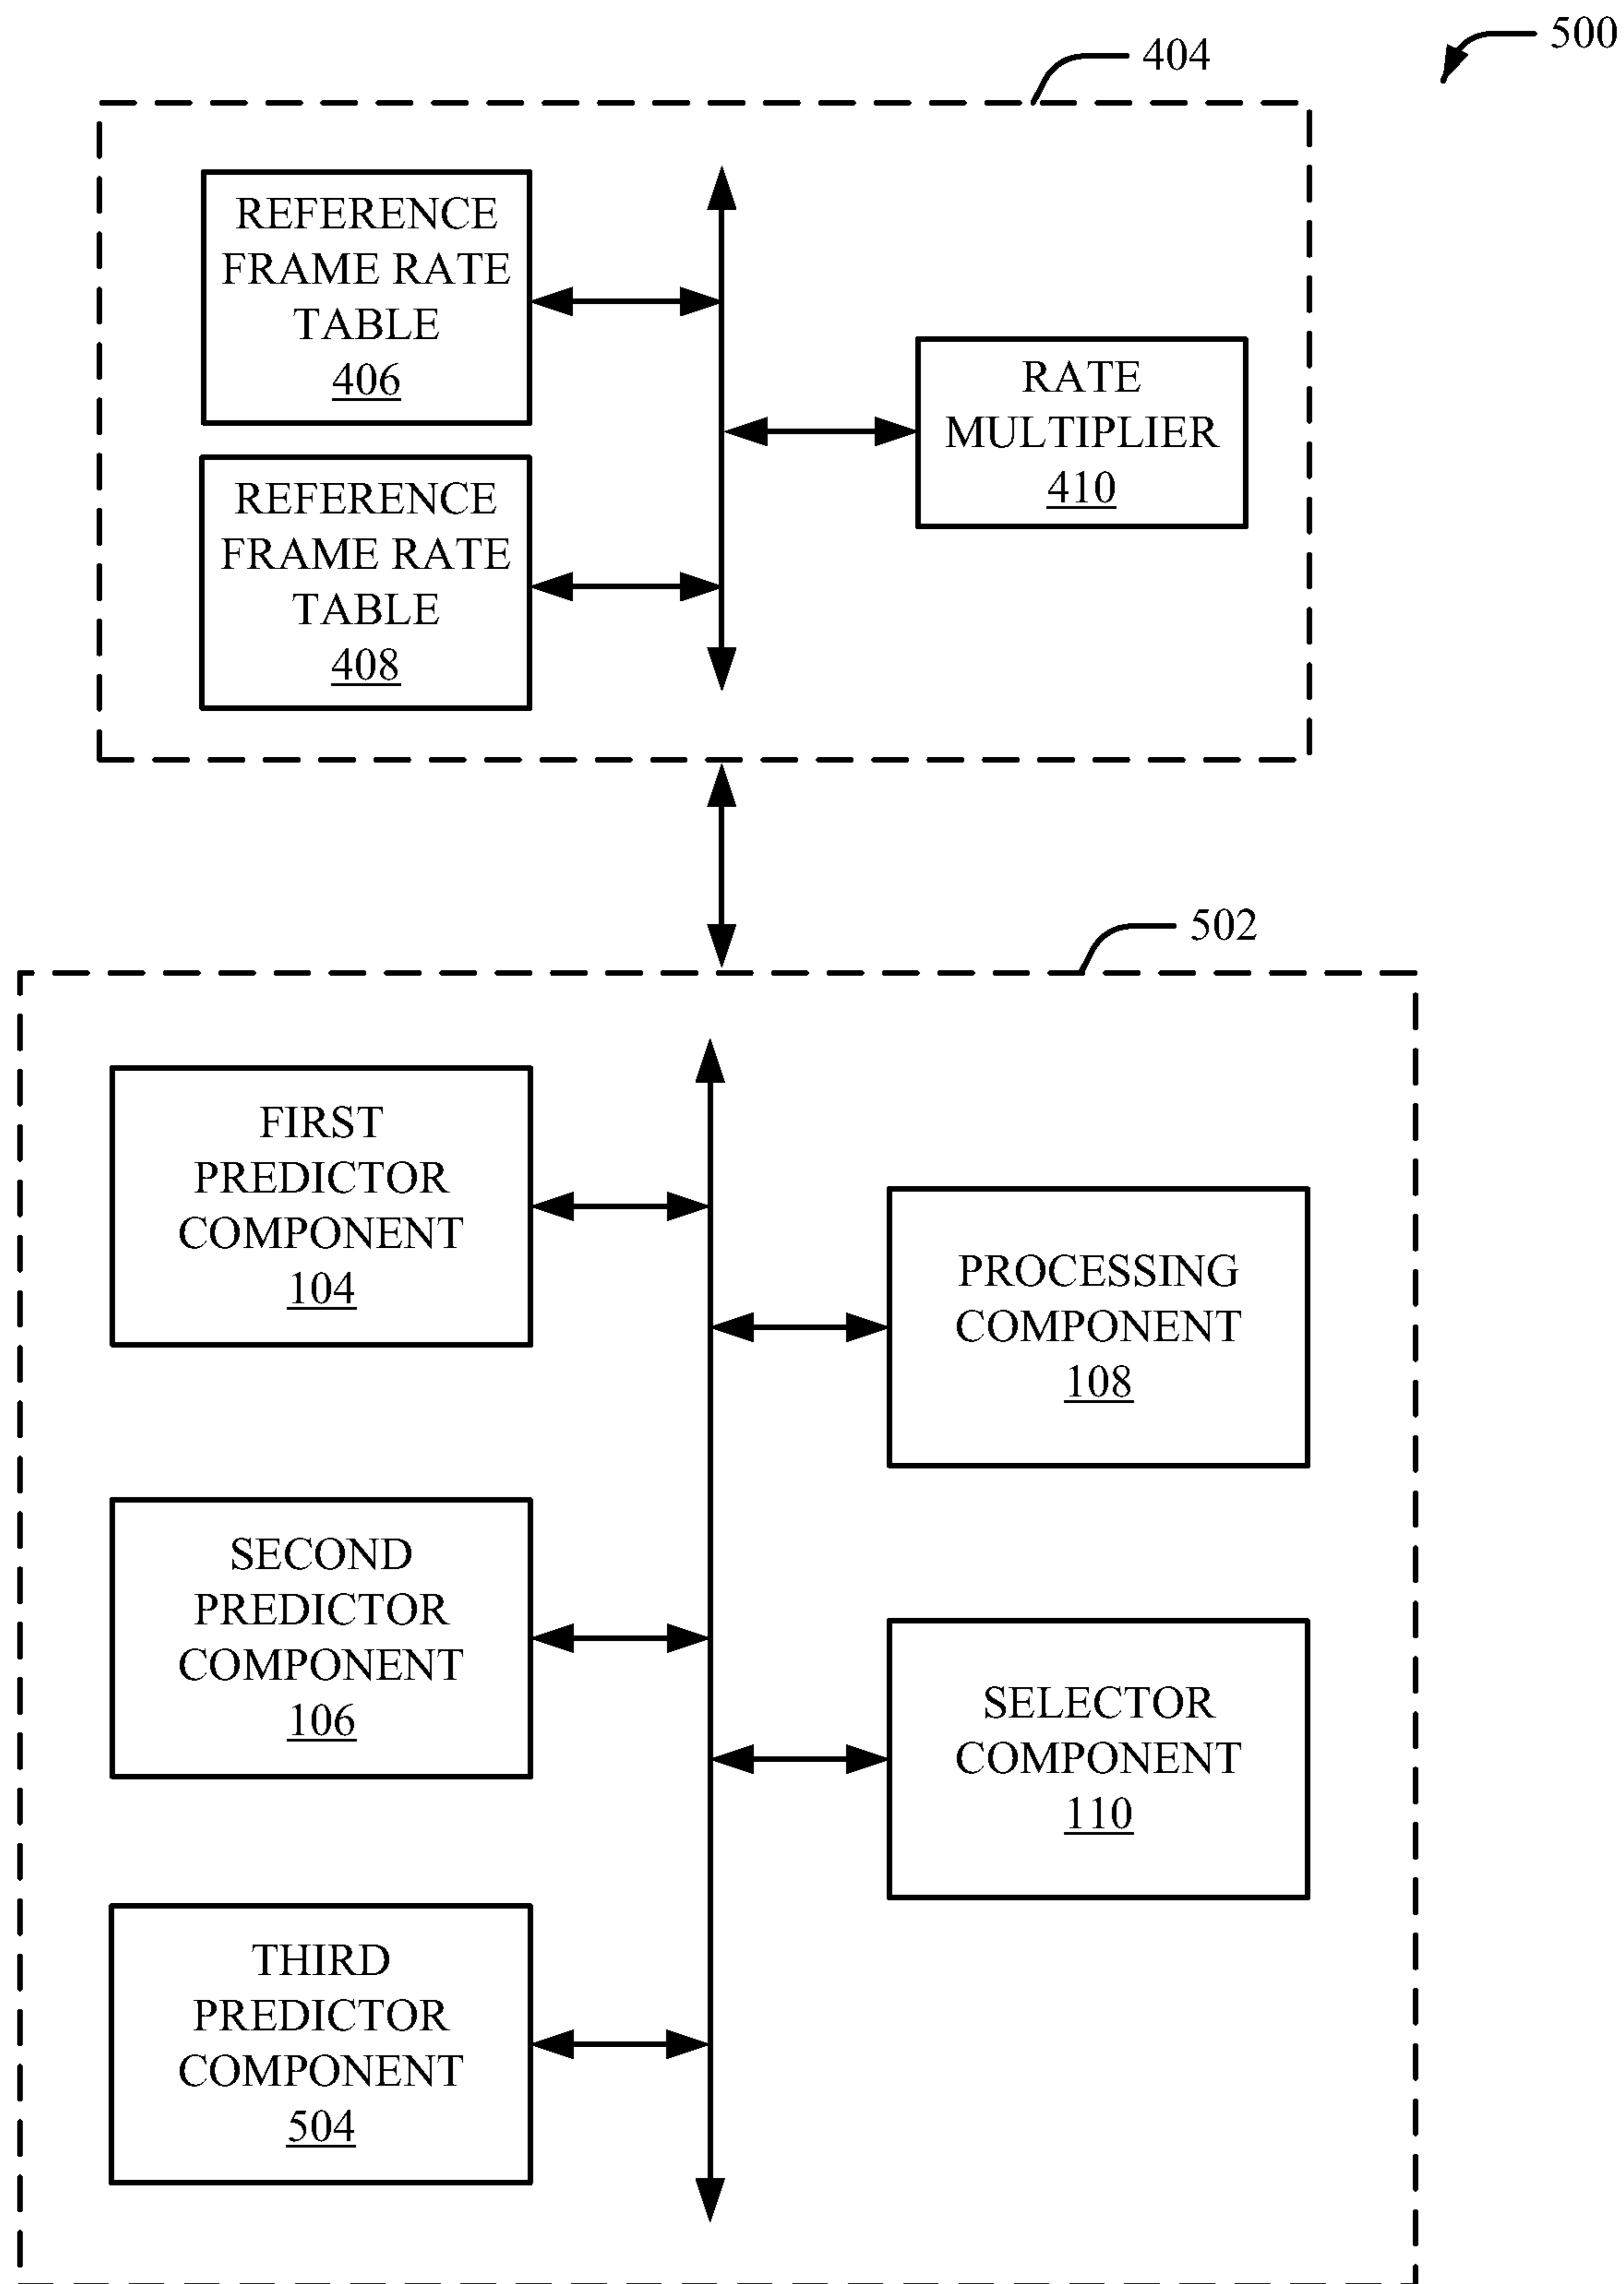 500
404
REFERENCE
FRAME RATE
TABLE
406
RATE
MULTIPLIER
410
REFERENCE
FRAME RATE
TABLE
408
502
FIRST
PREDICTOR
COMPONENT
104
PROCESSING
COMPONENT
108
SECOND
PREDICTOR
COMPONENT
106
SELECTOR
COMPONENT
110
THIRD
PREDICTOR
COMPONENT
504